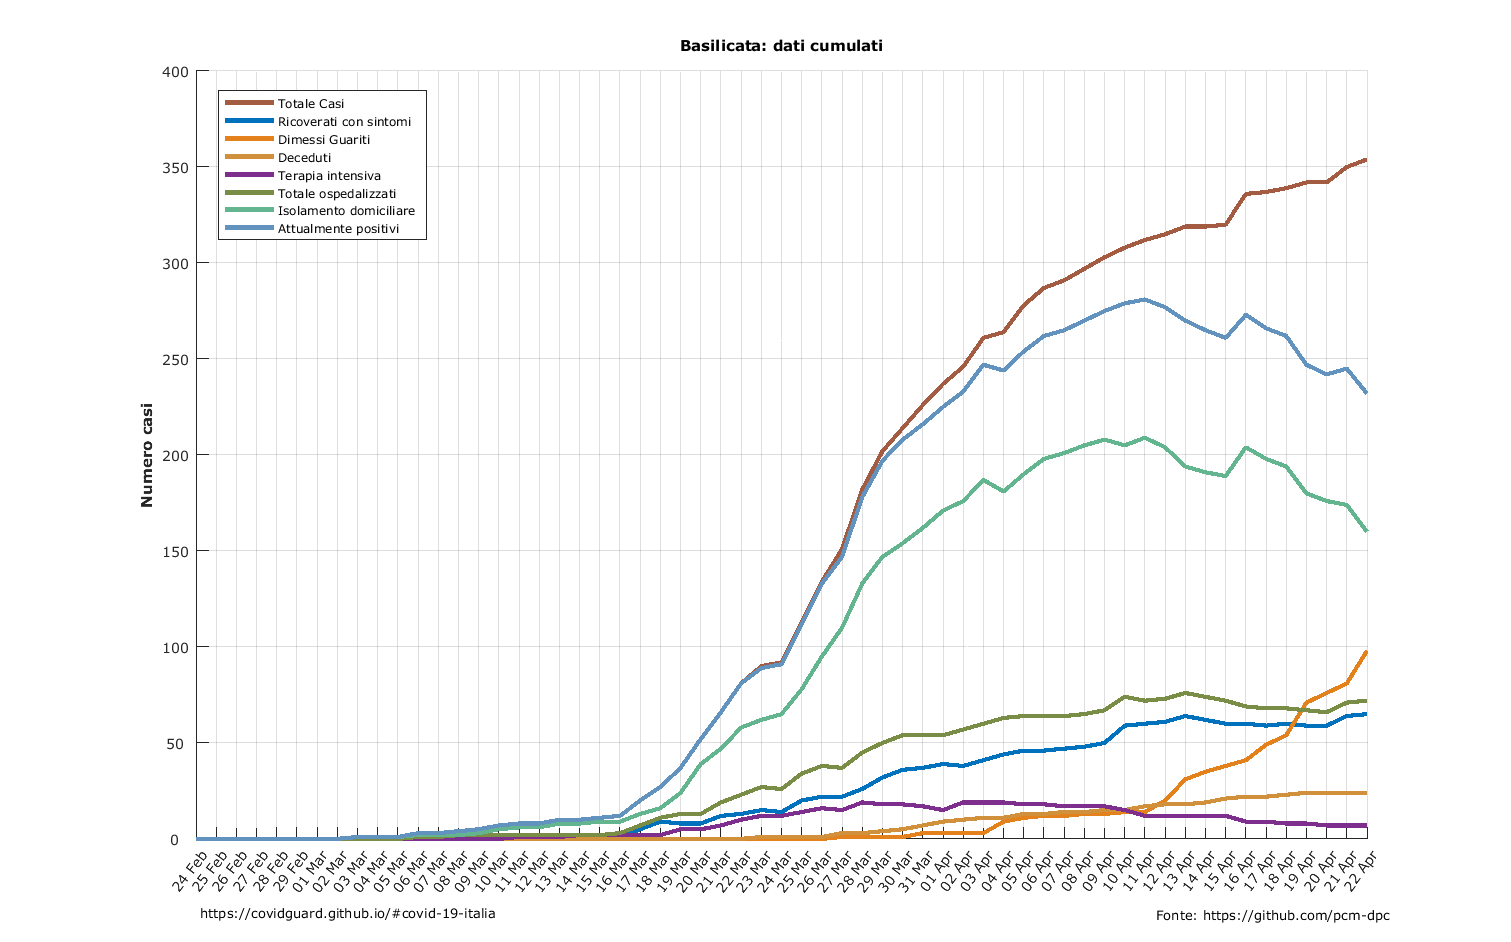 Basilicata: dati cumulati
400
350
300
250
200
150
100
50
0
Numero casi
Totale Casi
Ricoverati con sintomi
Dimessi Guariti
Deceduti
Terapia intensiva
Totale ospedalizzati
Isolamento domiciliare
Attualmente positivi
24 Feb
25 Feb
26 Feb
27 Feb
28 Feb
29 Feb
01 Mar
02 Mar
03 Mar
04 Mar
05 Mar
06 Mar
07 Mar
08 Mar
09 Mar
10 Mar
11 Mar
12 Mar
13 Mar
14 Mar
15 Mar
16 Mar
17 Mar
18 Mar
19 Mar
20 Mar
21 Mar
22 Mar
23 Mar
24 Mar
25 Mar
26 Mar
27 Mar
28 Mar
29 Mar
30 Mar
31 Mar
01 Apr
02 Apr
03 Apr
04 Apr
05 Apr
06 Apr
07 Apr
08 Apr
09 Apr
10 Apr
11 Apr
12 Apr
13 Apr
14 Apr
15 Apr
16 Apr
17 Apr
18 Apr
19 Apr
20 Apr
21 Apr
22 Apr
https://covidguard.github.io/#covid-19-italia
Fonte: https://github.com/pcm-dpc